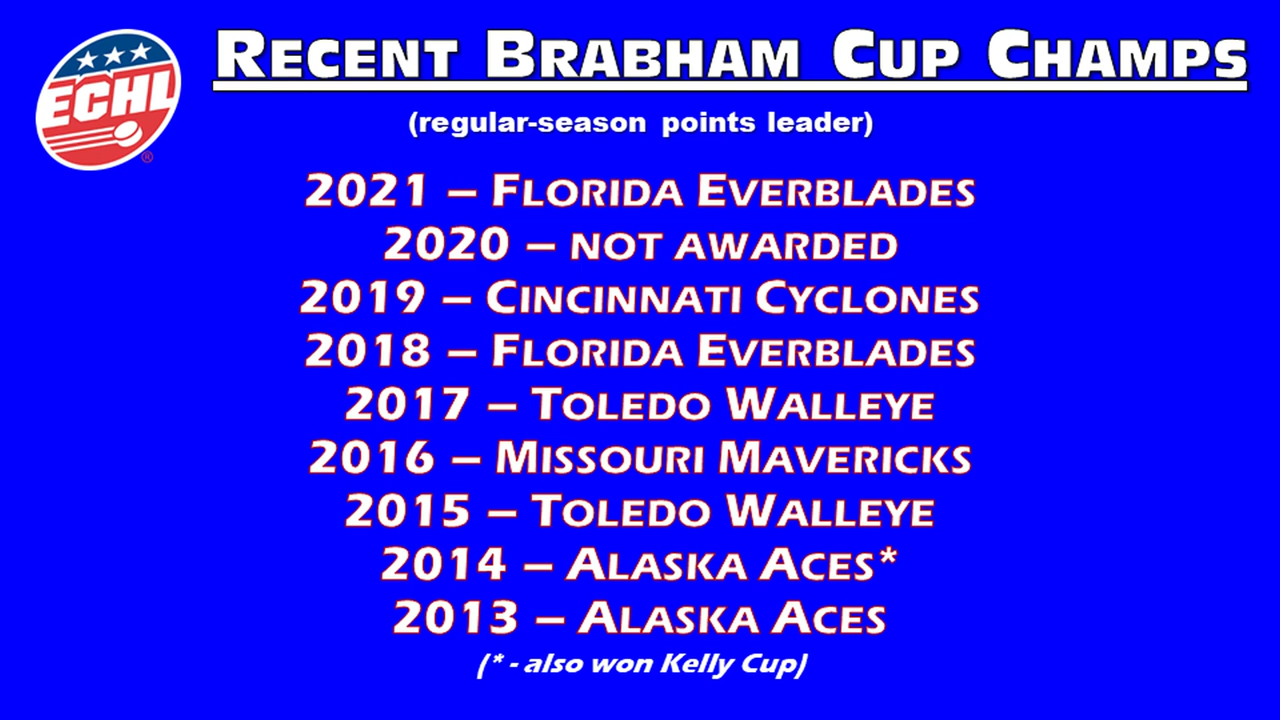 ECHL
®
RECENT BRABHAM CUP CHAMPS
(regular-season points leader)
2021 – FLORIDA EVERBLADES
2020 – NOT AWARDED
2019 – CINCINNATI CYCLONES
2018 – FLORIDA EVERBLADES
2017 – TOLEDO WALLEYE
2016 – MISSOURI MAVERICKS
2015 – TOLEDO WALLEYE
2014 – ALASKA ACES*
2013 – ALASKA ACES
(* - also won Kelly Cup)